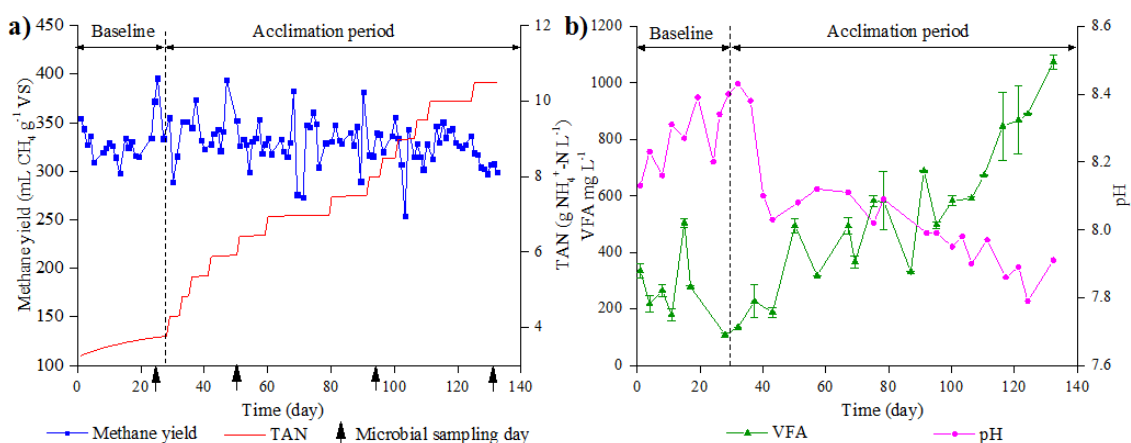 a)
Baseline
Acclimation period
Methane yield (mL CH4 g-1 VS)
450
400
350
300
250
200
150
100
12
10
8
6
4
TAN (g NH4+-N L-1)
0 20 40 60 80 100 120 140
Time (day)
Methane yield TAN Microbial sampling day
b)
Baseline
Acclimation period
VFA mg L-1
1200
1000
800
600
400
200
0
8.6
8.4
8.2
8.0
7.8
7.6
pH
0 20 40 60 80 100 120 140
Time (day)
VFA pH